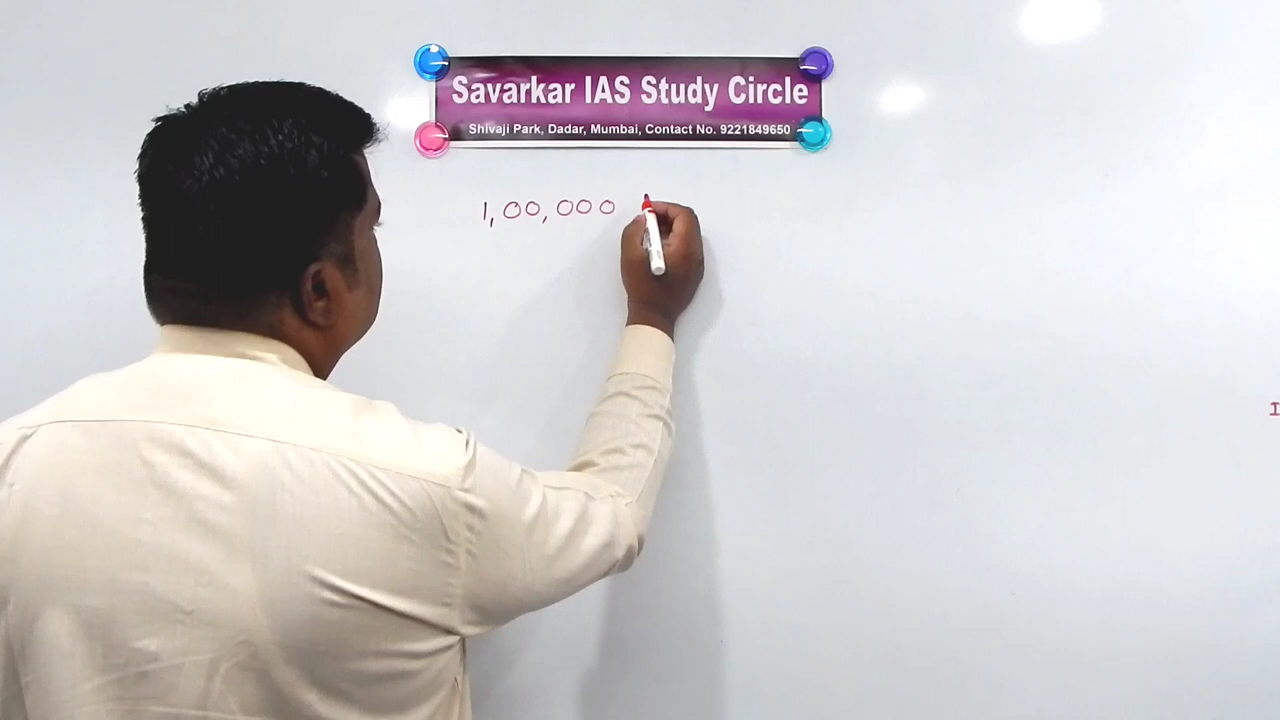 Savarkar IAS Study Circle
Shivaji Park, Dadar, Mumbai, Contact No. 9221849650
1,00,000